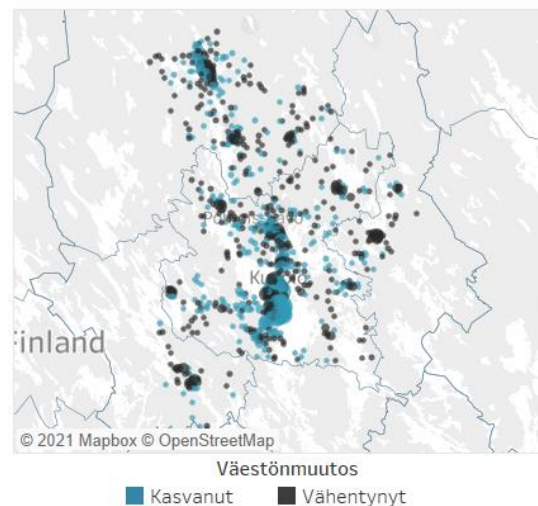 Finland
© 2021 Mapbox © OpenStreetMap
Väestönmuutos
Kasvanut
Vähentynyt